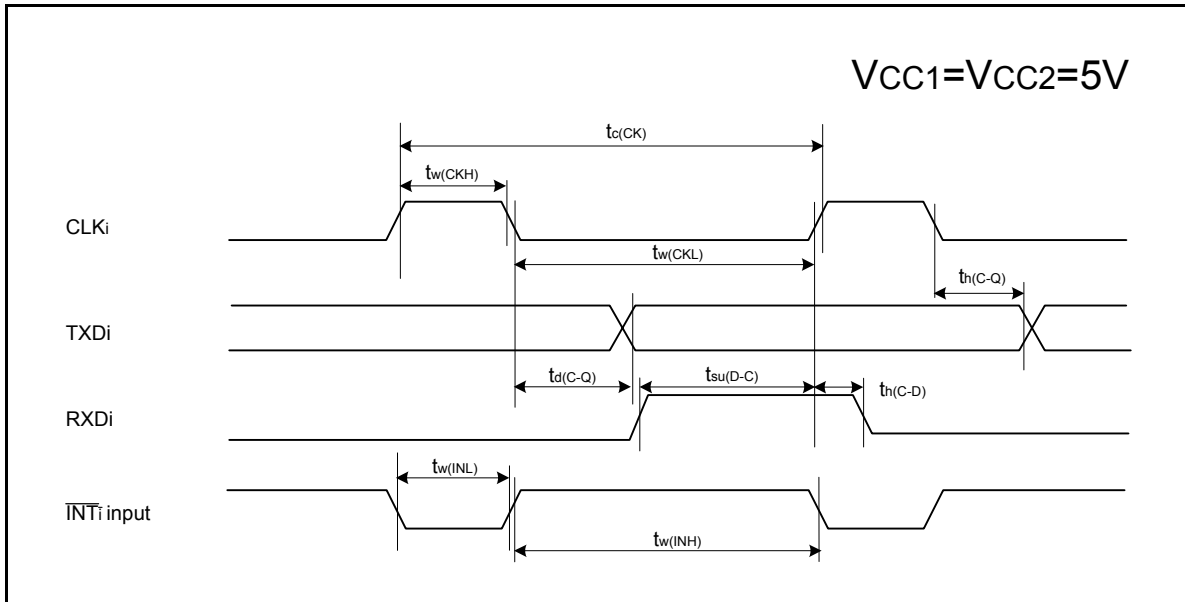 VCC1=VCC2=5V
tc(CK)
tw(CKH)
CLKi
tw(CKL)
th(C-Q)
TXDi
td(C-Q)
tsu(D-C)
th(C-D)
RXDi
tw(INL)
INTi input
tw(INH)